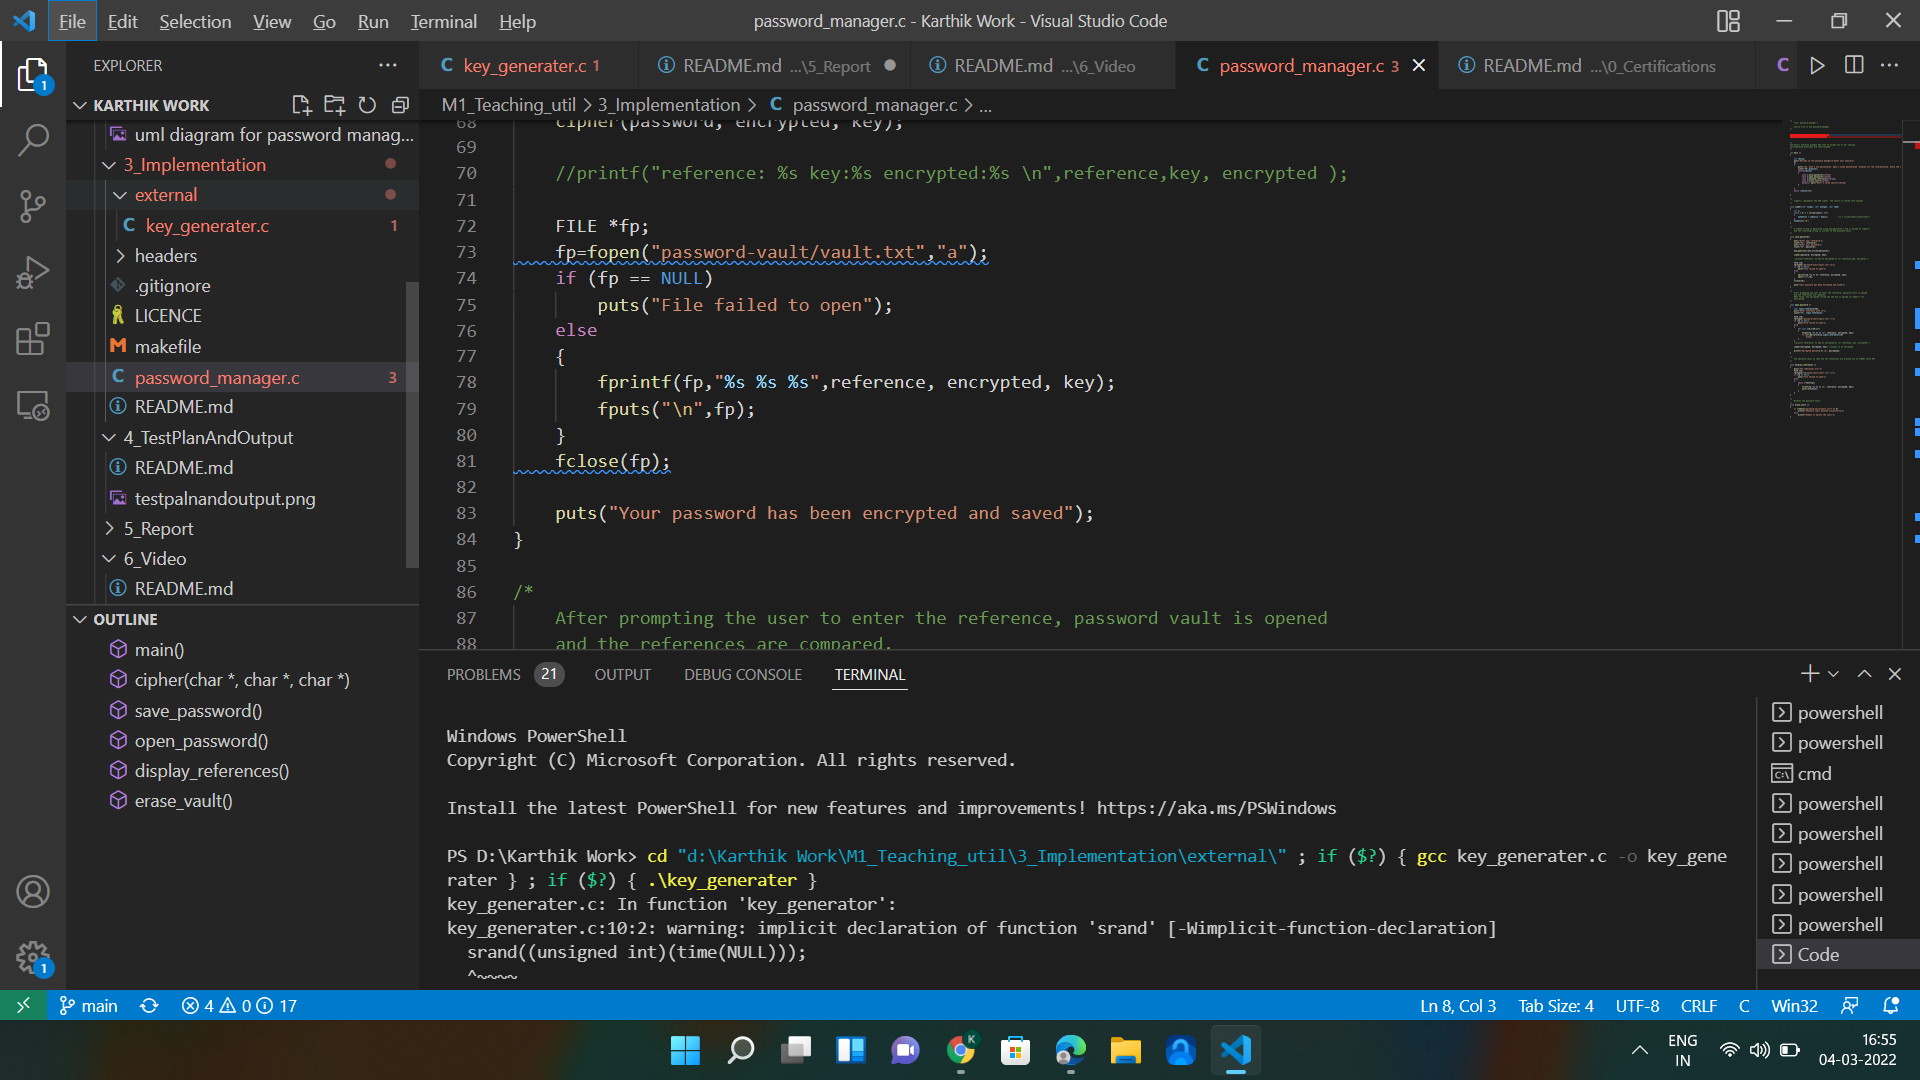 File Edit Selection View Go Run Terminal Help
password_manager.c - Karthik Work - Visual Studio Code
EXPLORER
key_generater.c 1
README.md ...\5_Report
README.md ...\6_Video
password_manager.c 3
README.md ...\0_Certifications
KARTHIK WORK
M1_Teaching_util > 3_Implementation > C password_manager.c > ...
uml diagram for password manag...
3_Implementation
external
key_generater.c 1
headers
.gitignore
LICENCE
makefile
password_manager.c 3
README.md
4_TestPlanAndOutput
README.md
testpalnandoutput.png
5_Report
6_Video
README.md
OUTLINE
main()
cipher(char *, char *, char *)
save_password()
open_password()
display_references()
erase_vault()
68 cipher(password, encrypted, key);
69
70 //printf("reference: %s key:%s encrypted:%s \n",reference,key, encrypted );
71
72 FILE *fp;
73 fp=fopen("password-vault/vault.txt","a");
74 if (fp == NULL)
75 puts("File failed to open");
76 else
77 {
78 fprintf(fp,"%s %s %s",reference, encrypted, key);
79 fputs("\n",fp);
80 }
81 fclose(fp);
82
83 puts("Your password has been encrypted and saved");
84 }
85
86 /*
87 After prompting the user to enter the reference, password vault is opened
88 and the references are compared.
PROBLEMS 21 OUTPUT DEBUG CONSOLE TERMINAL
Windows PowerShell
Copyright (C) Microsoft Corporation. All rights reserved.
Install the latest PowerShell for new features and improvements! https://aka.ms/PSWindows
PS D:\Karthik Work> cd "d:\Karthik Work\M1_Teaching_util\3_Implementation\external\" ; if ($?) { gcc key_generater.c -o key_gene
rater } ; if ($?) { .\key_generater }
key_generater.c: In function 'key_generator':
key_generater.c:10:2: warning: implicit declaration of function 'srand' [-Wimplicit-function-declaration]
srand((unsigned int)(time(NULL)));
^~~~~
powershell
powershell
cmd
powershell
powershell
powershell
powershell
powershell
Code
main 4 0 17
Ln 8, Col 3 Tab Size: 4 UTF-8 CRLF C Win32
ENG
IN
16:55
04-03-2022